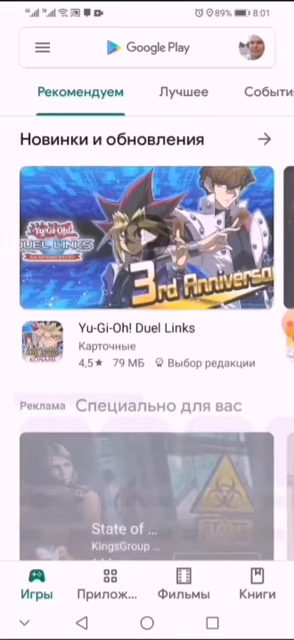 89% 8:01
Google Play
Рекомендуем Лучшее Событи
Новинки и обновления
Yu-Gi-Oh!
DUEL LINKS
3rd Anniversa
KONAMI
Yu-Gi-Oh! Duel Links
Карточные
4,5★ 79 МБ Выбор редакции
Реклама Специально для вас
State of ...
KingsGroup ...
Игры Прилож... Фильмы Книги